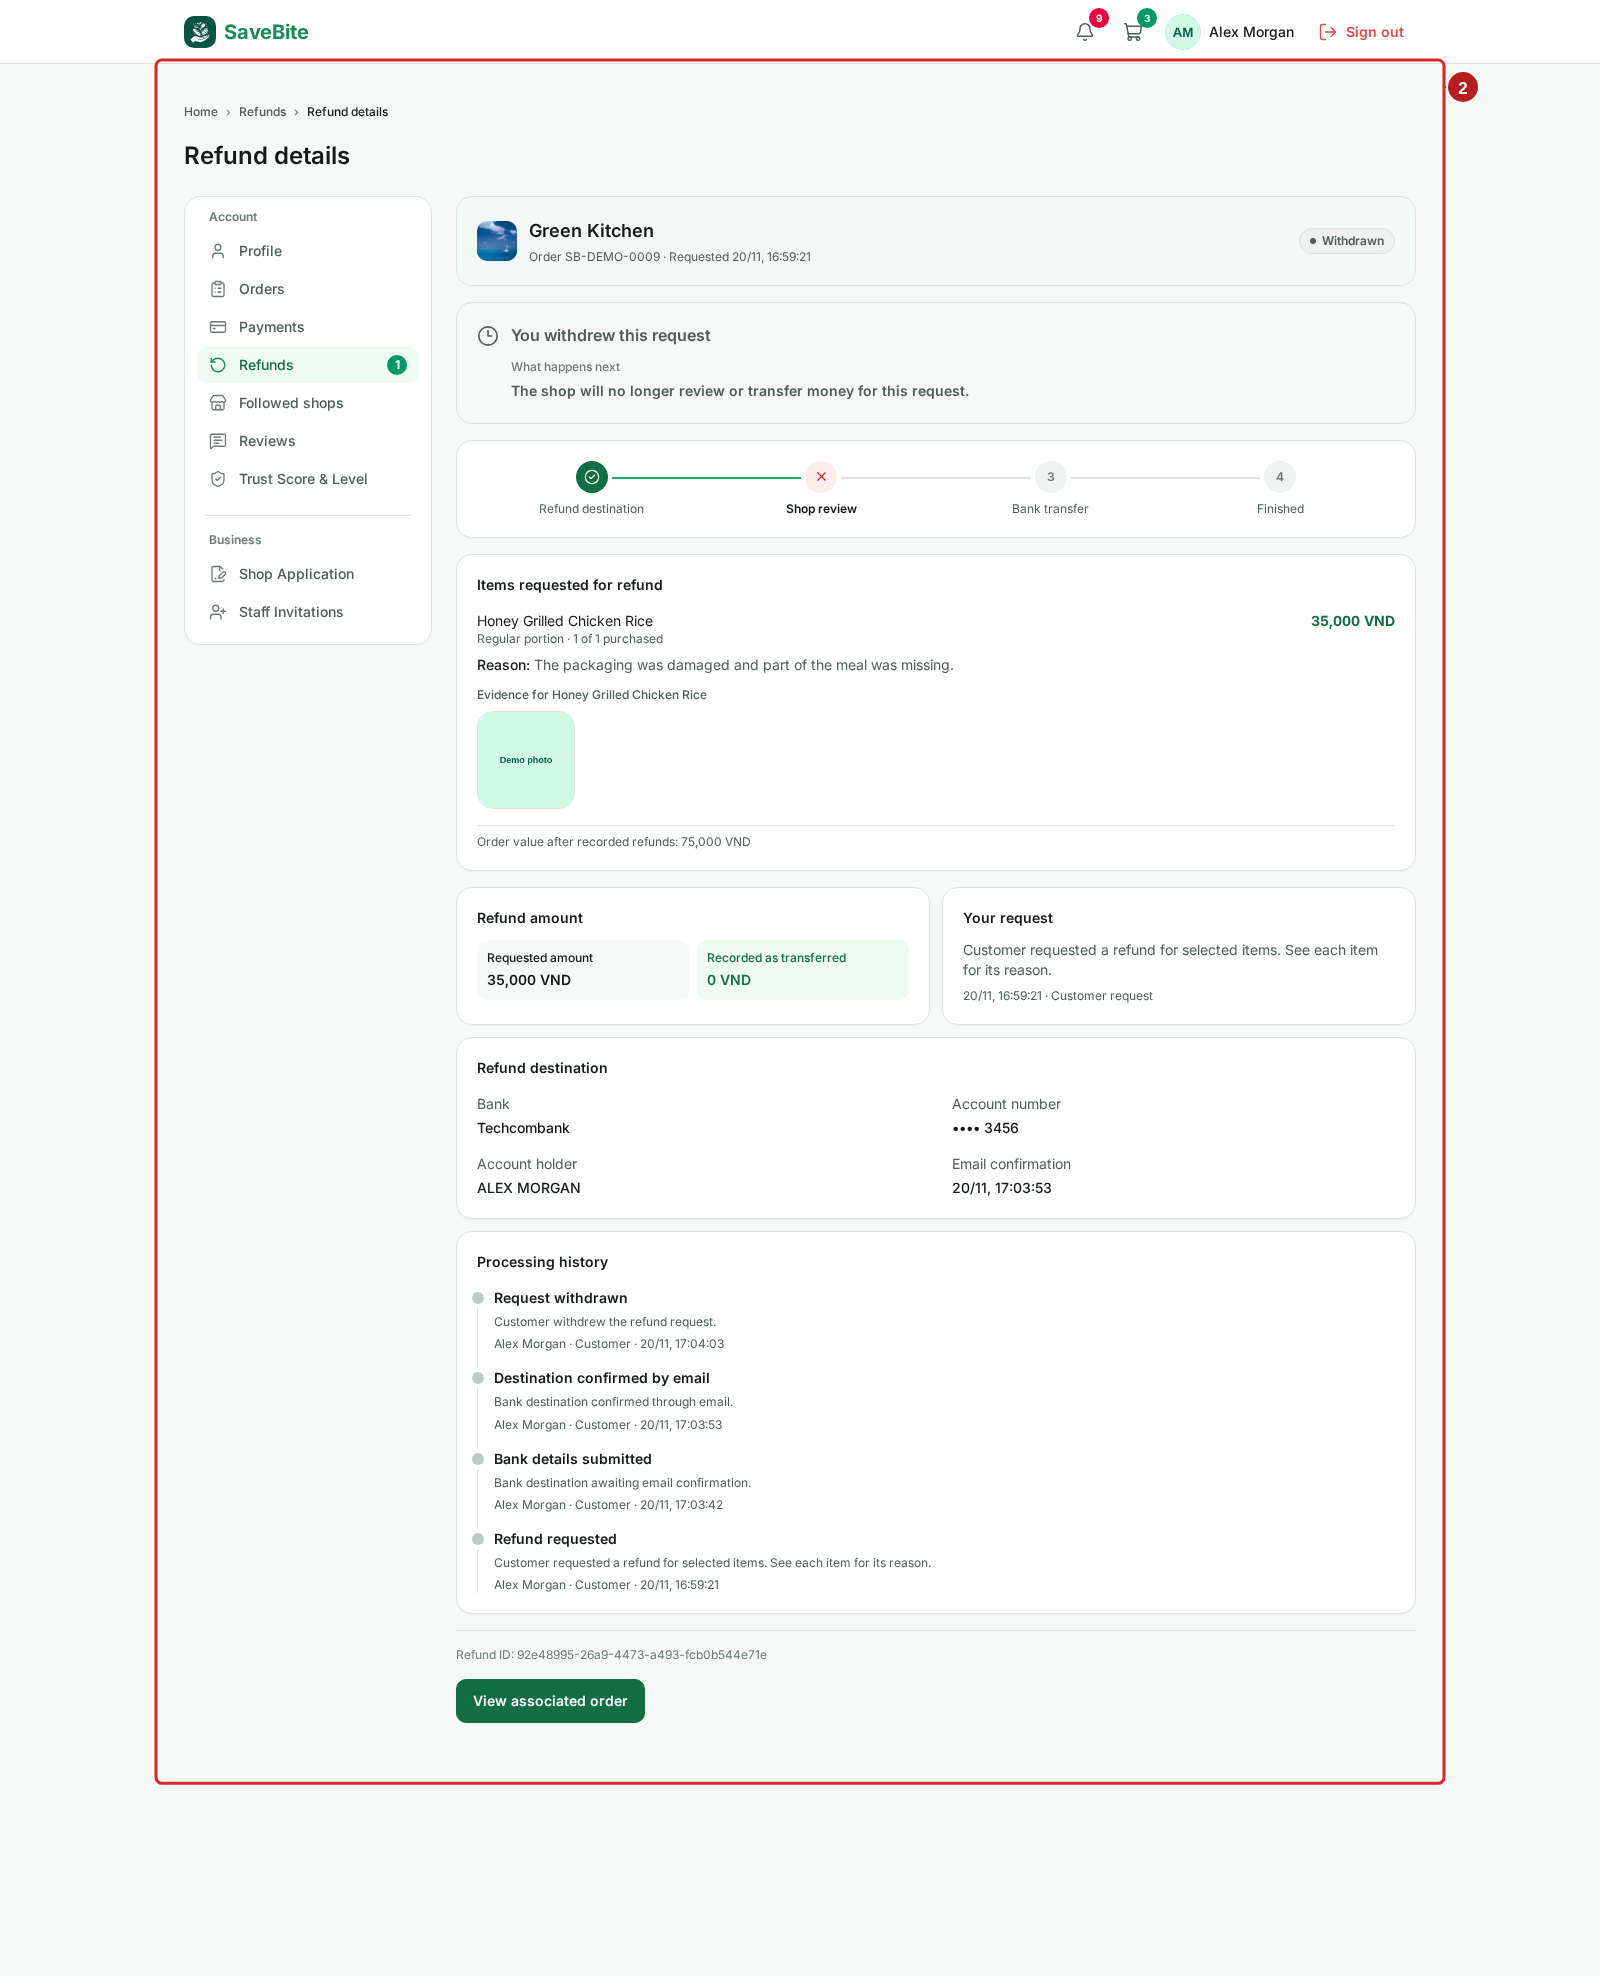 SaveBite
9
3
AM
Alex Morgan
Sign out
2
Home › Refunds › Refund details
Refund details
Account
Profile
Orders
Payments
Refunds
1
Followed shops
Reviews
Trust Score & Level
Business
Shop Application
Staff Invitations
Green Kitchen
Order SB-DEMO-0009 · Requested 20/11, 16:59:21
Withdrawn
You withdrew this request
What happens next
The shop will no longer review or transfer money for this request.
3
4
Refund destination
Shop review
Bank transfer
Finished
Items requested for refund
Honey Grilled Chicken Rice
35,000 VND
Regular portion · 1 of 1 purchased
Reason: The packaging was damaged and part of the meal was missing.
Evidence for Honey Grilled Chicken Rice
Demo photo
Order value after recorded refunds: 75,000 VND
Refund amount
Requested amount
35,000 VND
Recorded as transferred
0 VND
Your request
Customer requested a refund for selected items. See each item
for its reason.
20/11, 16:59:21 · Customer request
Refund destination
Bank
Techcombank
Account number
•••• 3456
Account holder
ALEX MORGAN
Email confirmation
20/11, 17:03:53
Processing history
Request withdrawn
Customer withdrew the refund request.
Alex Morgan · Customer · 20/11, 17:04:03
Destination confirmed by email
Bank destination confirmed through email.
Alex Morgan · Customer · 20/11, 17:03:53
Bank details submitted
Bank destination awaiting email confirmation.
Alex Morgan · Customer · 20/11, 17:03:42
Refund requested
Customer requested a refund for selected items. See each item for its reason.
Alex Morgan · Customer · 20/11, 16:59:21
Refund ID: 92e48995-26a9-4473-a493-fcb0b544e71e
View associated order